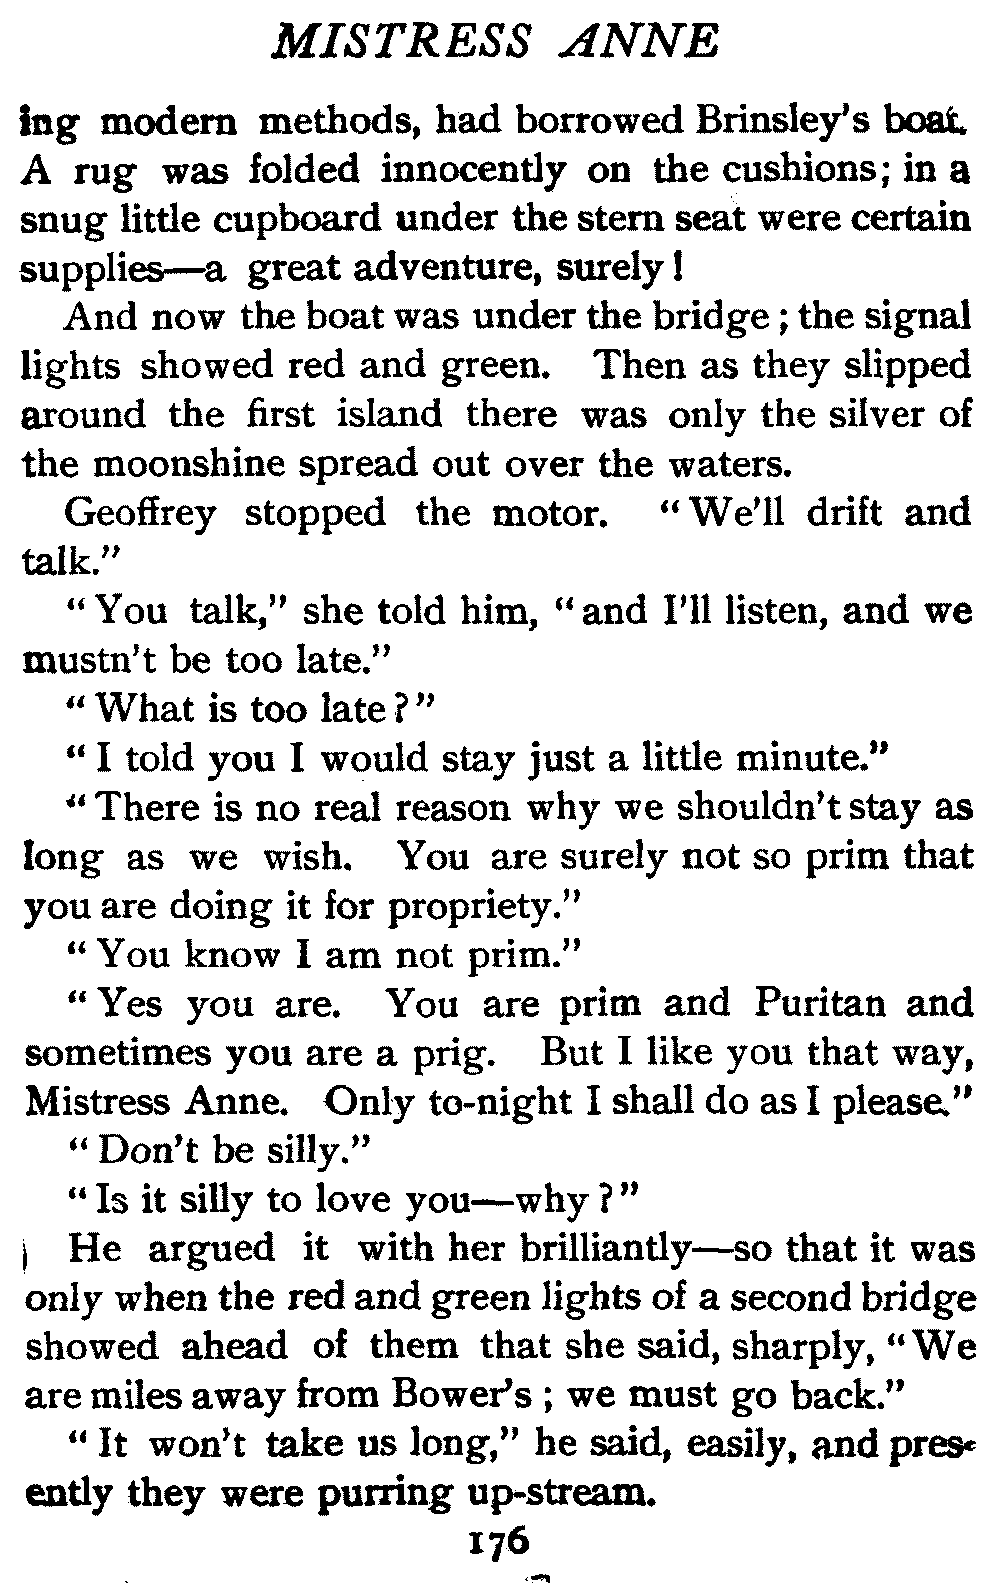 MISTRESS ANNE
ing modern methods, had borrowed Brinsley's boat.
A rug was folded innocently on the cushions; in a
snug little cupboard under the stern seat were certain
supplies—a great adventure, surely!
And now the boat was under the bridge; the signal
lights showed red and green. Then as they slipped
around the first island there was only the silver of
the moonshine spread out over the waters.
Geoffrey stopped the motor. "We'll drift and
talk."
"You talk," she told him, "and I'll listen, and we
mustn't be too late."
"What is too late?"
"I told you I would stay just a little minute."
"There is no real reason why we shouldn't stay as
long as we wish. You are surely not so prim that
you are doing it for propriety."
"You know I am not prim."
"Yes you are. You are prim and Puritan and
sometimes you are a prig. But I like you that way,
Mistress Anne. Only to-night I shall do as I please."
"Don't be silly."
"Is it silly to love you—why?"
He argued it with her brilliantly—so that it was
only when the red and green lights of a second bridge
showed ahead of them that she said, sharply, "We
are miles away from Bower's; we must go back."
"It won't take us long," he said, easily, and pres-
ently they were purring up-stream.
176